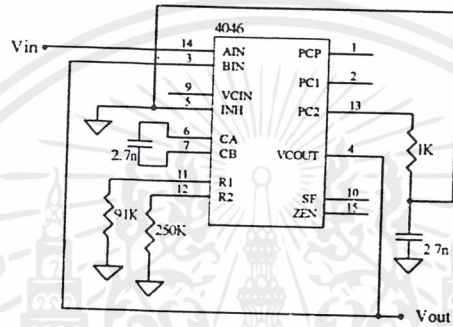 4046
Vin
14 AIN PCP 1
3 BIN
PC1 2
9 VCIN
5 INH PC2 13
6 CA
2.7n 7 CB VCOUT 4 1K
11 R1
12 R2 SF 10
ZEN 15
91K 250K 2.7n
Vout